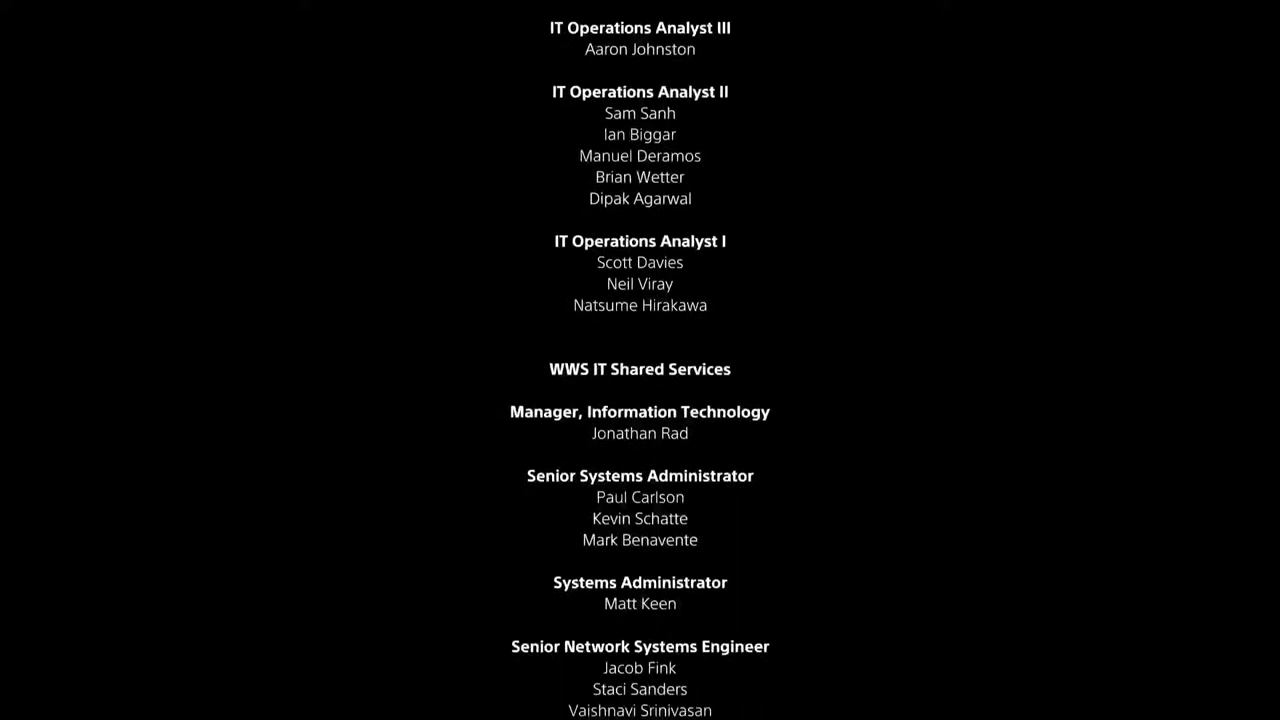 IT Operations Analyst III
Aaron Johnston
IT Operations Analyst II
Sam Sanh
Ian Biggar
Manuel Deramos
Brian Wetter
Dipak Agarwal
IT Operations Analyst I
Scott Davies
Neil Viray
Natsume Hirakawa
WWS IT Shared Services
Manager, Information Technology
Jonathan Rad
Senior Systems Administrator
Paul Carlson
Kevin Schatte
Mark Benavente
Systems Administrator
Matt Keen
Senior Network Systems Engineer
Jacob Fink
Staci Sanders
Vaishnavi Srinivasan